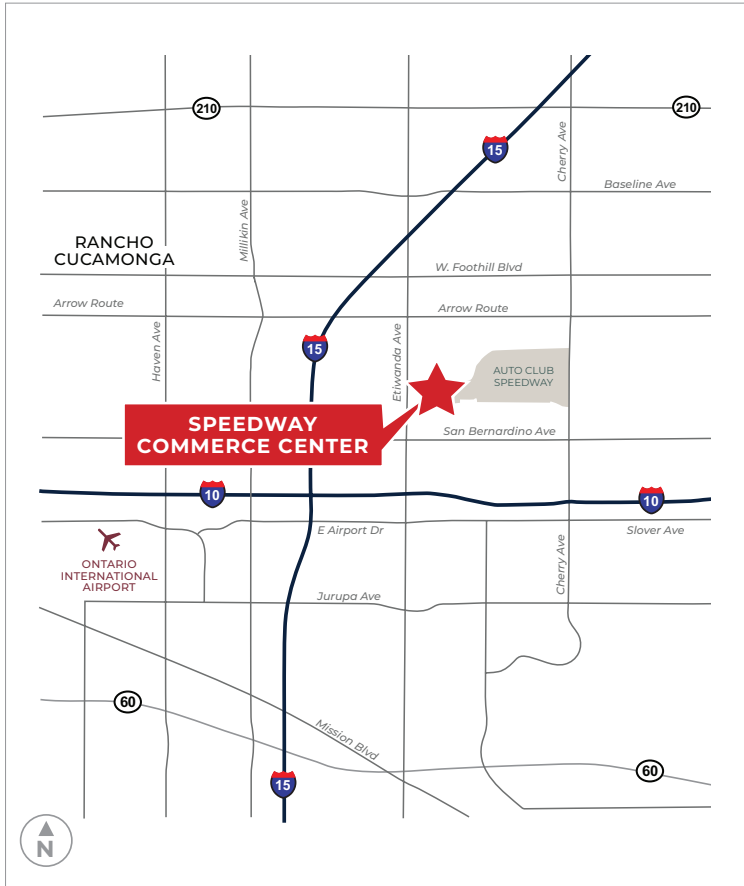 210
210
15
Cherry Ave
Baseline Ave
Millikin Ave
RANCHO
CUCAMONGA
W. Foothill Blvd
Arrow Route
Arrow Route
15
Haven Ave
Etiwanda Ave
AUTO CLUB
SPEEDWAY
SPEEDWAY
COMMERCE CENTER
San Bernardino Ave
10
10
E Airport Dr
Slover Ave
ONTARIO
INTERNATIONAL
AIRPORT
Cherry Ave
Jurupa Ave
60
Mission Blvd
60
15
N